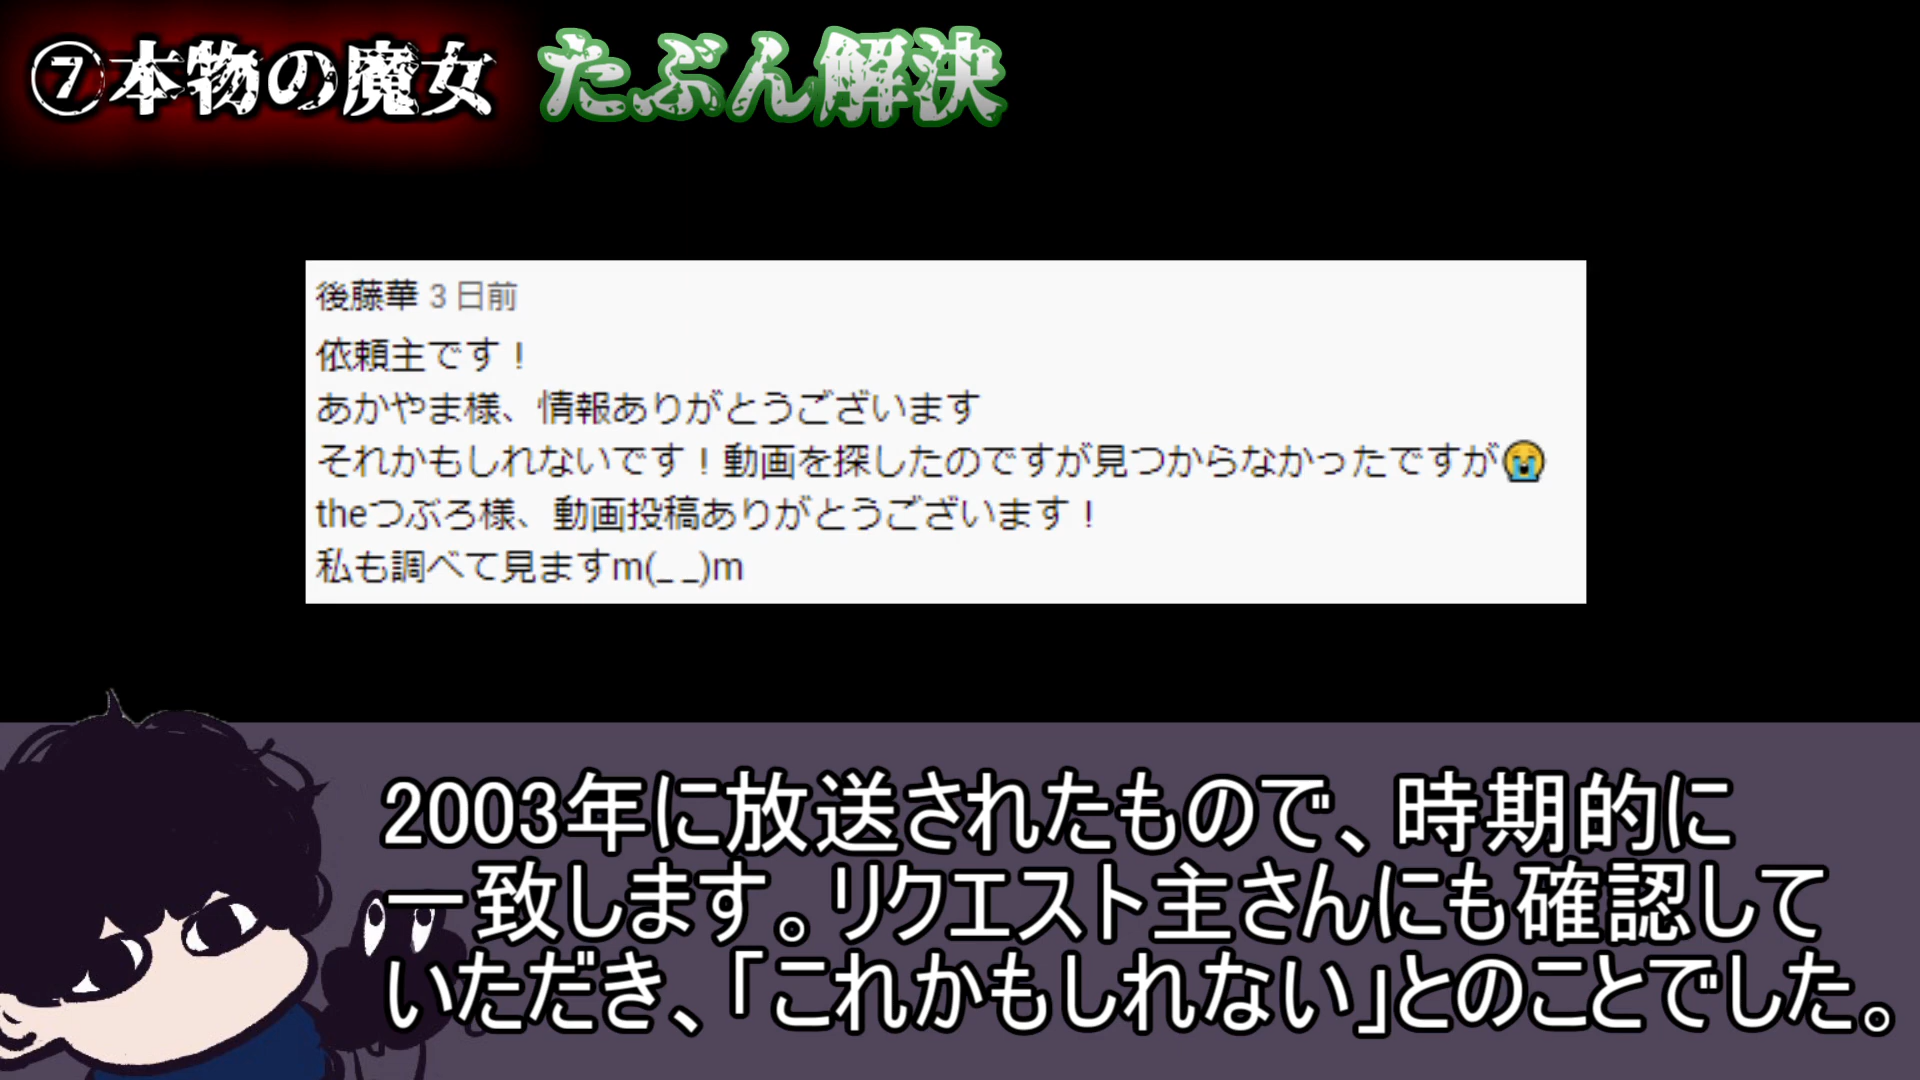 ⑦本物の魔女 たぶん解決
後藤華 3 日前
依頼主です！
あかやま様、情報ありがとうございます
それかもしれないです！動画を探したのですが見つからなかったですが😭
theつぶろ様、動画投稿ありがとうございます！
私も調べて見ますm(_ _)m
2003年に放送されたもので、時期的に
一致します。リクエスト主さんにも確認して
いただき、「これかもしれない」とのことでした。